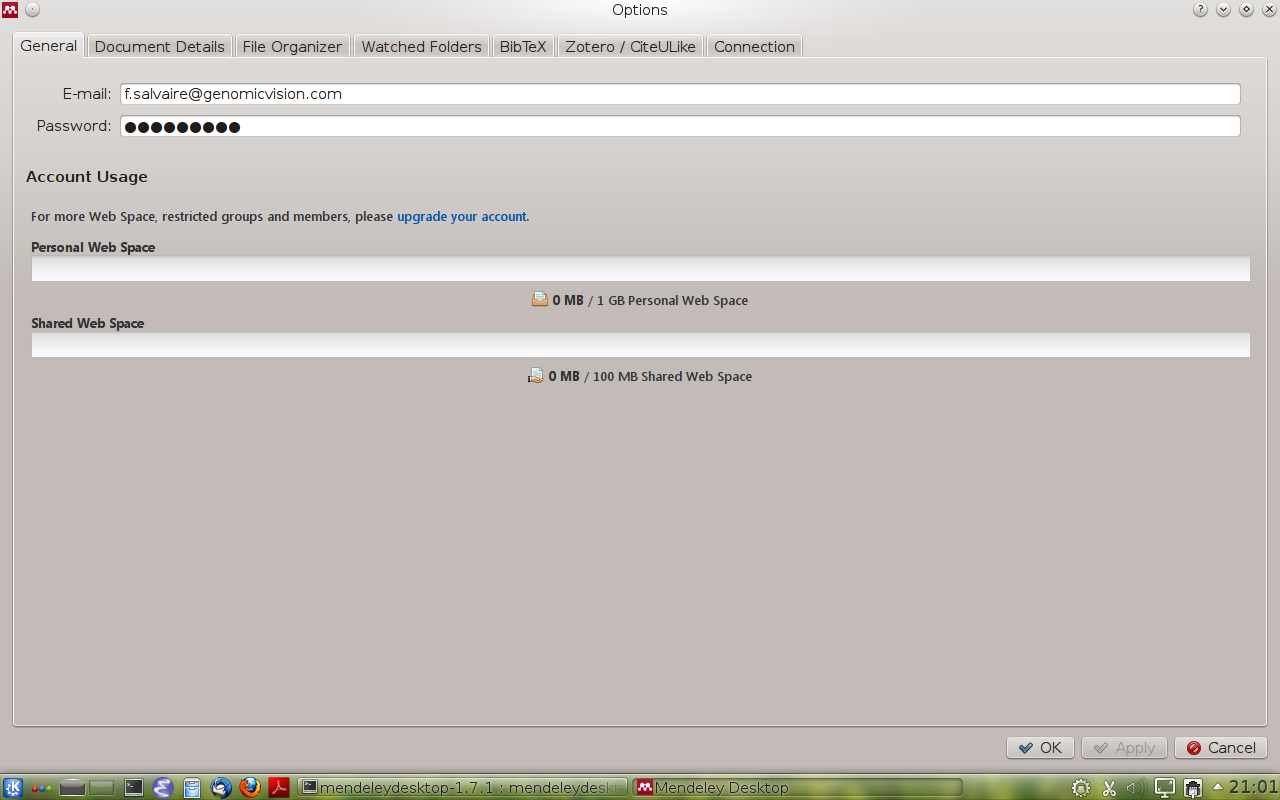 Options
General Document Details File Organizer Watched Folders BibTeX Zotero / CiteULike Connection
E-mail: f.salvaire@genomicvision.com
Password: ●●●●●●●●●
Account Usage
For more Web Space, restricted groups and members, please upgrade your account.
Personal Web Space
0 MB / 1 GB Personal Web Space
Shared Web Space
0 MB / 100 MB Shared Web Space
OK Apply Cancel
mendeleydesktop-1.7.1 : mendeleydeskt Mendeley Desktop 21:01